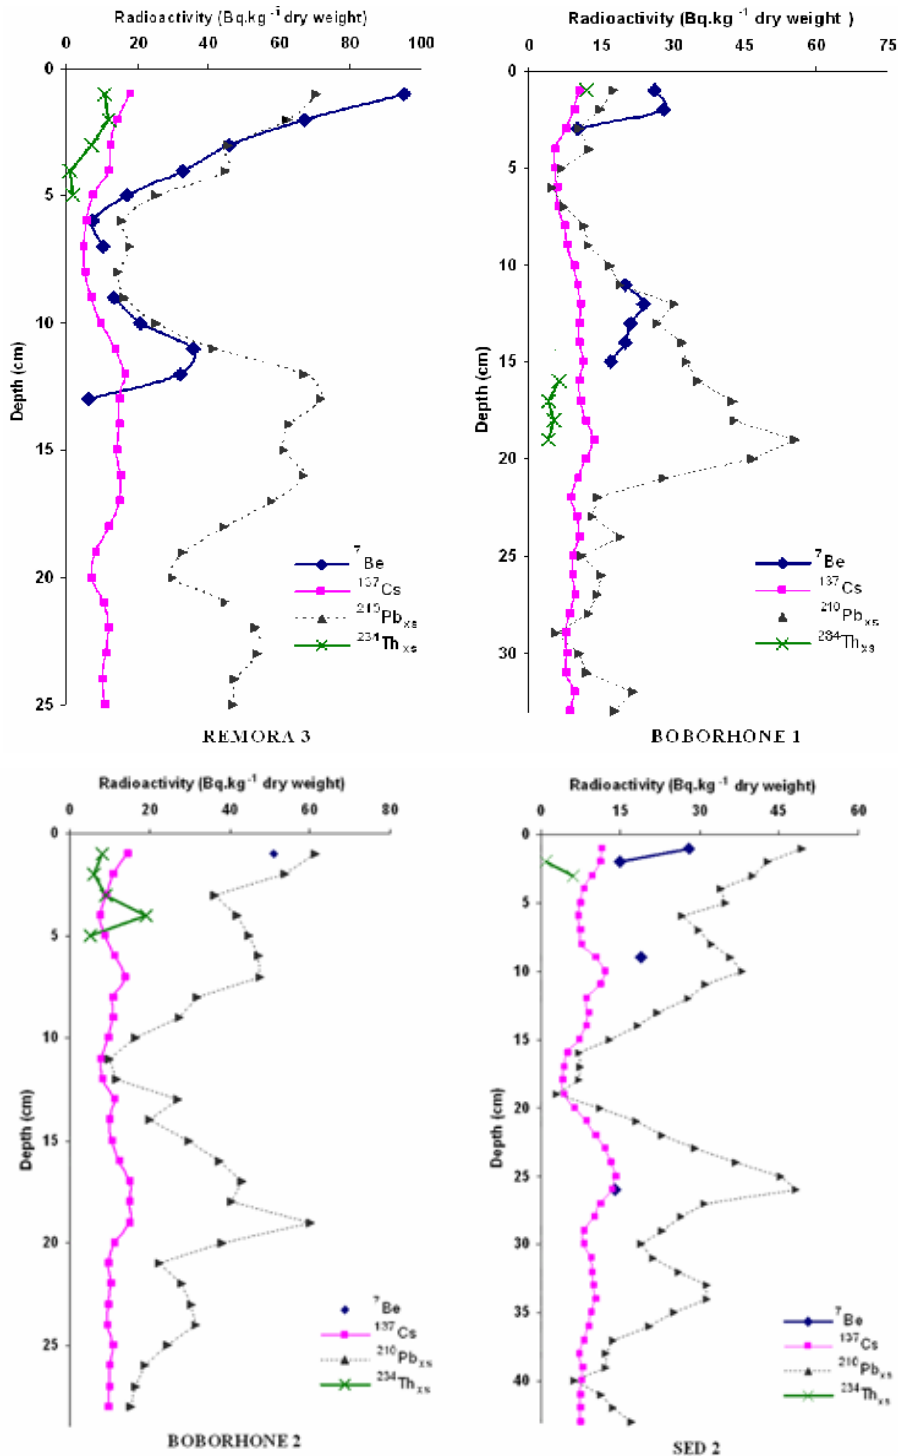 Radioactivity (Bq.kg⁻¹ dry weight)
0 20 40 60 80 100
0
5
10
15
20
25
Depth (cm)
⁷Be
¹³⁷Cs
²¹⁰Pbxs
²³⁴Thxs
REMORA 3
Radioactivity (Bq.kg⁻¹ dry weight )
0 15 30 45 60 75
0
5
10
15
20
25
30
Depth (cm)
⁷Be
¹³⁷Cs
²¹⁰Pbxs
²³⁴Thxs
BOBORHONE 1
Radioactivity (Bq.kg⁻¹ dry weight)
0 20 40 60 80
0
5
10
15
20
25
Depth (cm)
⁷Be
¹³⁷Cs
²¹⁰Pbxs
²³⁴Thxs
BOBORHONE 2
Radioactivity (Bq.kg⁻¹ dry weight)
0 15 30 45 60
0
5
10
15
20
25
30
35
40
Depth (cm)
⁷Be
¹³⁷Cs
²¹⁰Pbxs
²³⁴Thxs
SED 2